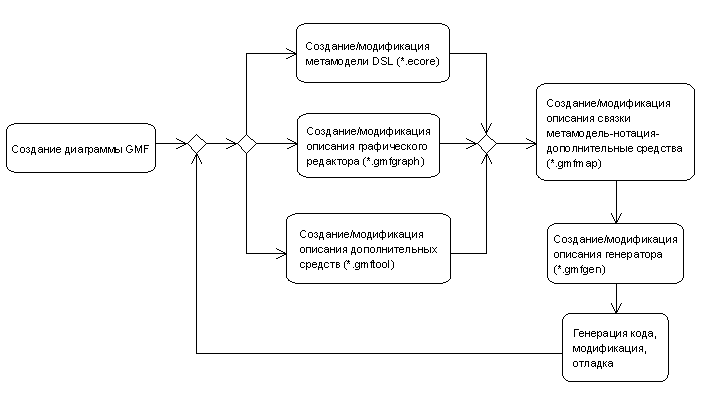 Создание диаграммы GMF
Создание/модификация
метамодели DSL (*.ecore)
Создание/модификация
описания графического
редактора (*.gmfgraph)
Создание/модификация
описания дополнительных
средств (*.gmftool)
Создание/модификация
описания связки
метамодель-нотация-
дополнительные средства
(*.gmfmap)
Создание/модификация
описания генератора
(*.gmfgen)
Генерация кода,
модификация,
отладка